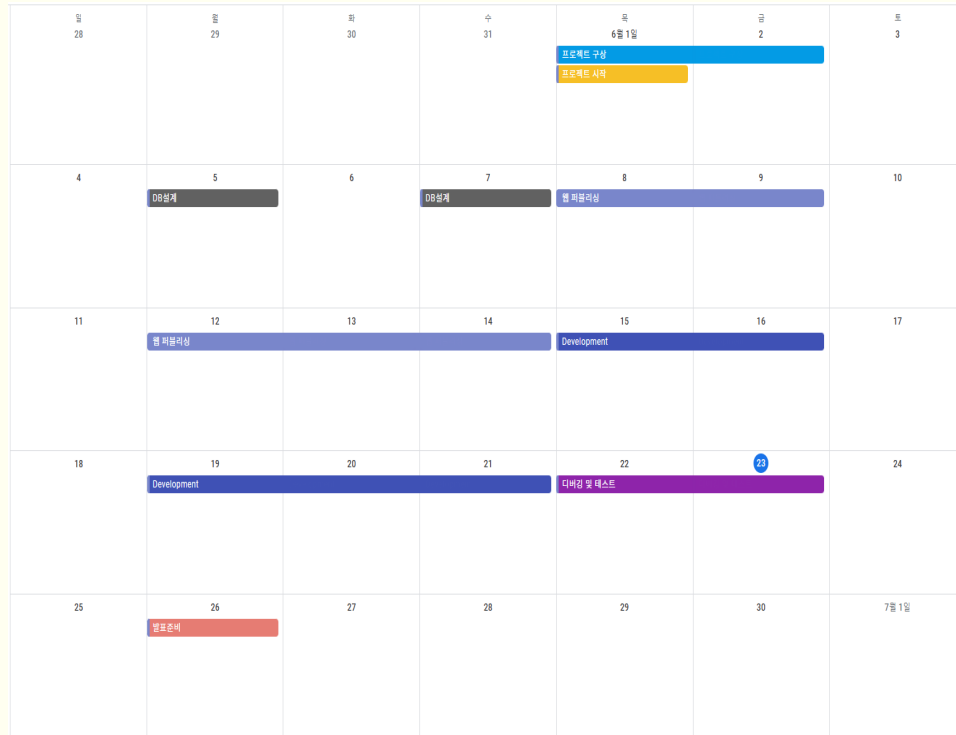 일 월 화 수 목 금 토
28 29 30 31 6월 1일 2 3
프로젝트 구상
프로젝트 시작
4 5 6 7 8 9 10
DB설계 DB설계 웹 퍼블리싱
11 12 13 14 15 16 17
웹 퍼블리싱 Development
18 19 20 21 22 23 24
Development 디버깅 및 테스트
25 26 27 28 29 30 7월 1일
발표준비